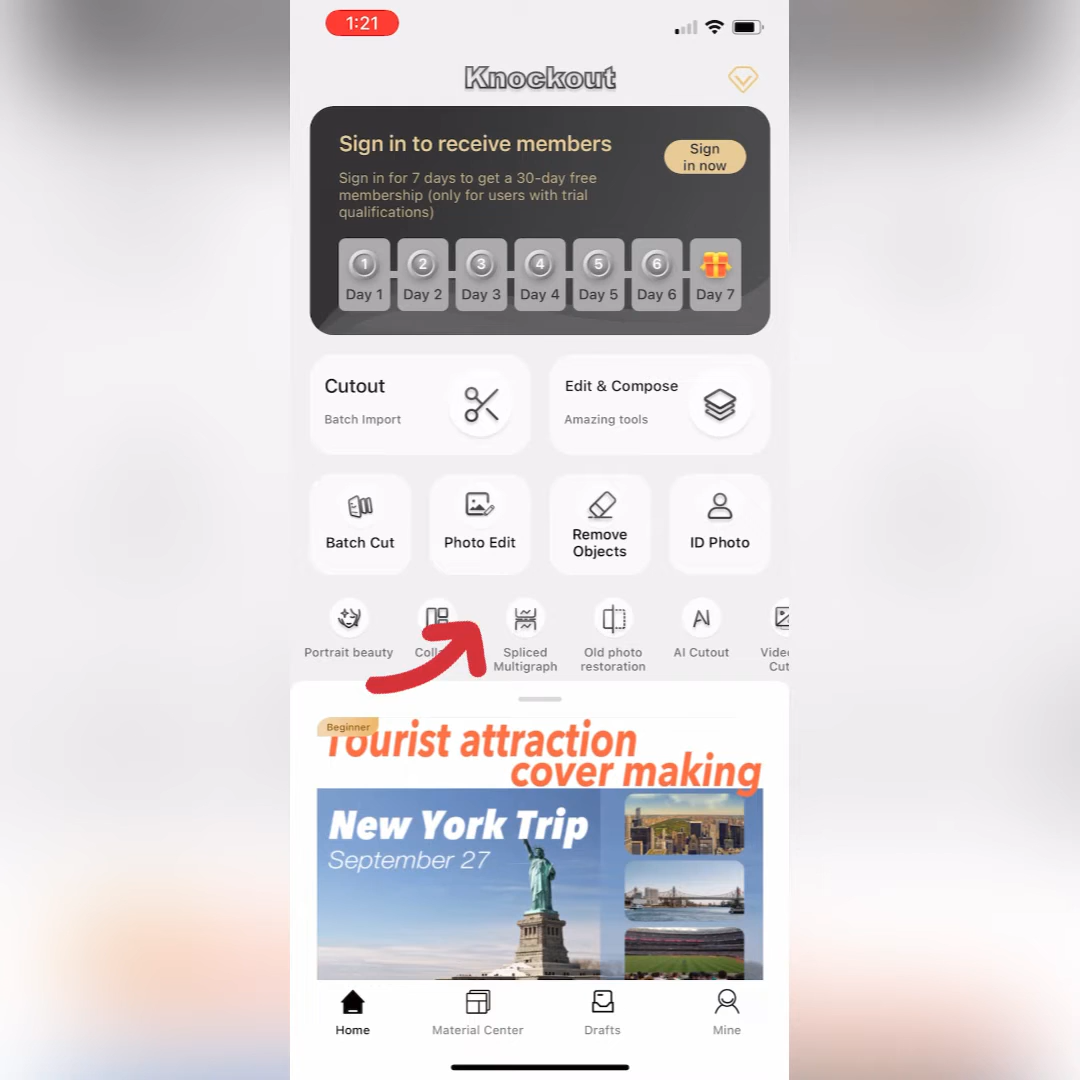 1:21
Knockout
Sign in to receive members
Sign
in now
Sign in for 7 days to get a 30-day free
membership (only for users with trial
qualifications)
1 2 3 4 5 6
Day 1 Day 2 Day 3 Day 4 Day 5 Day 6 Day 7
Cutout
Batch Import
Edit & Compose
Amazing tools
Batch Cut
Photo Edit
Remove
Objects
ID Photo
Portrait beauty
Coll
Spliced
Multigraph
Old photo
restoration
AI
AI Cutout
Vide
Cut
Beginner
Tourist attraction
cover making
New York Trip
September 27
Home
Material Center
Drafts
Mine